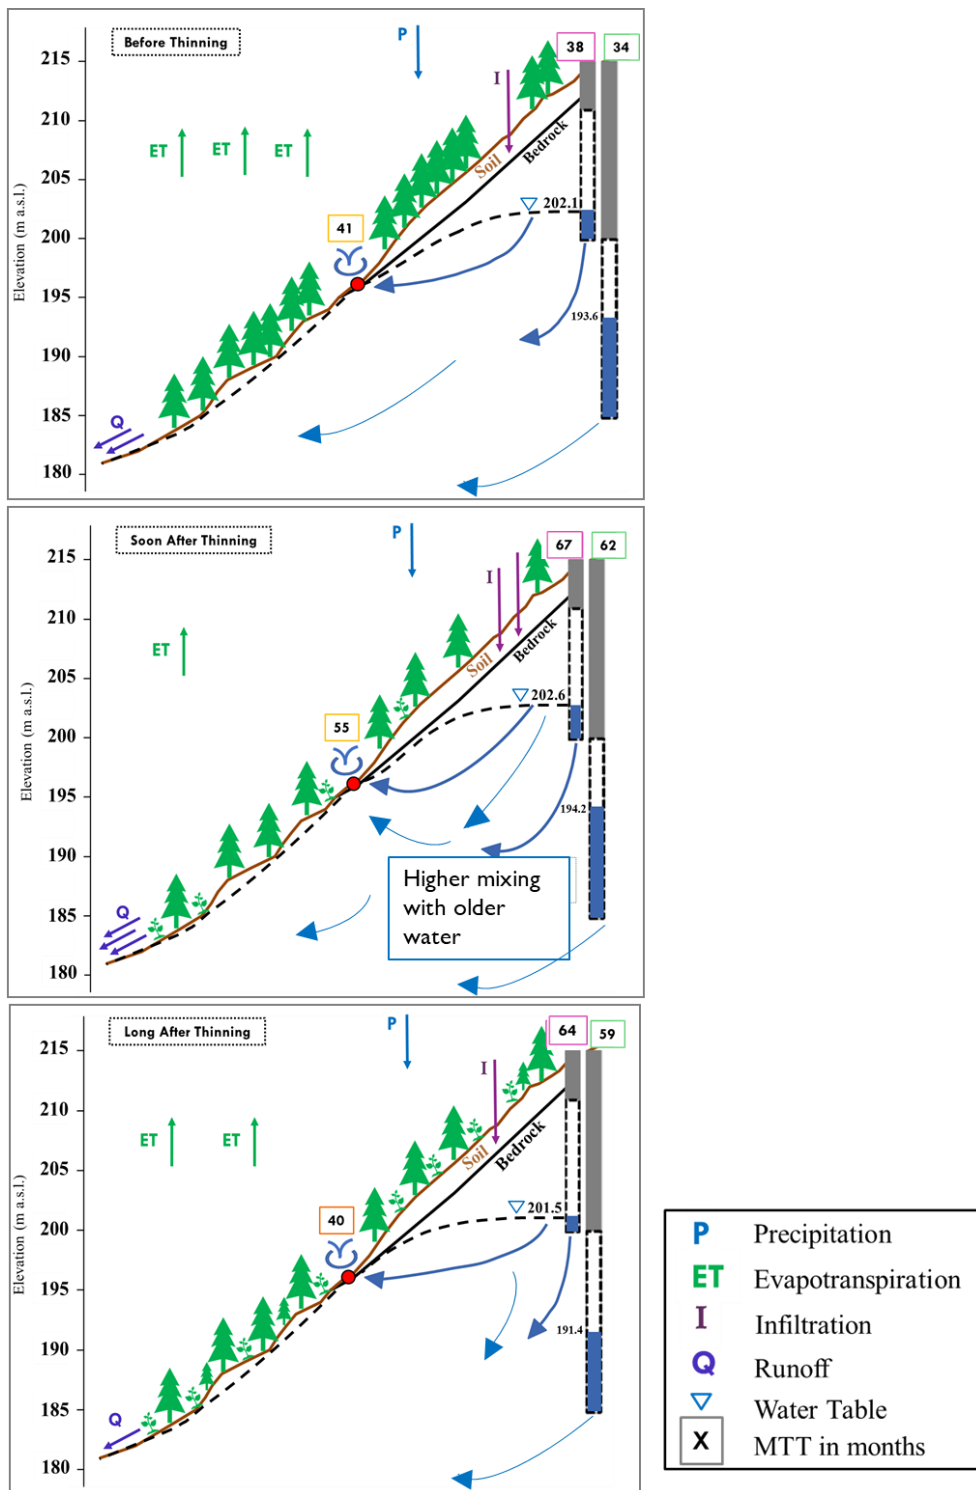 Before Thinning
P
38
34
215
I
210
Bedrock
ET
ET
ET
Soil
205
202.1
41
200
195
193.6
190
185
Q
180
Elevation (m a.s.l.)
Soon After Thinning
P
67
62
215
I
210
Bedrock
ET
Soil
205
202.6
55
200
195
194.2
190
Higher mixing
with older
water
185
Q
180
Elevation (m a.s.l.)
Long After Thinning
P
64
59
215
I
210
Bedrock
ET
ET
Soil
205
201.5
40
200
195
191.4
190
185
Q
180
Elevation (m a.s.l.)
P Precipitation
ET Evapotranspiration
I Infiltration
Q Runoff
Water Table
X MTT in months